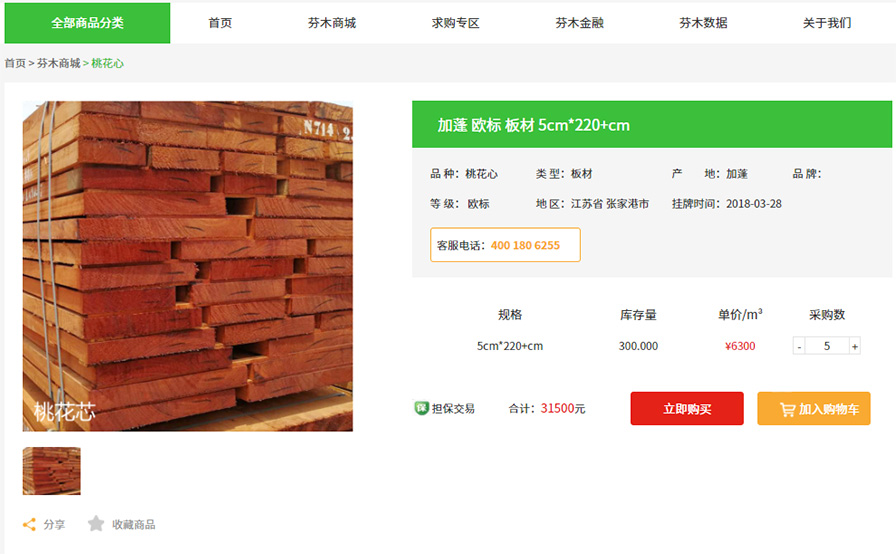 全部商品分类 首页 芬木商城 求购专区 芬木金融 芬木数据 关于我们
首页 > 芬木商城 > 桃花心
N714 2
桃花芯
分享 收藏商品
加蓬 欧标 板材 5cm*220+cm
品 种：桃花心 类 型：板材 产 地：加蓬 品 牌：
等 级： 欧标 地 区：江苏省 张家港市 挂牌时间：2018-03-28
客服电话：400 180 6255
规格 库存量 单价/m³ 采购数
5cm*220+cm 300.000 ¥6300 - 5 +
保 担保交易 合计：31500元 立即购买 加入购物车